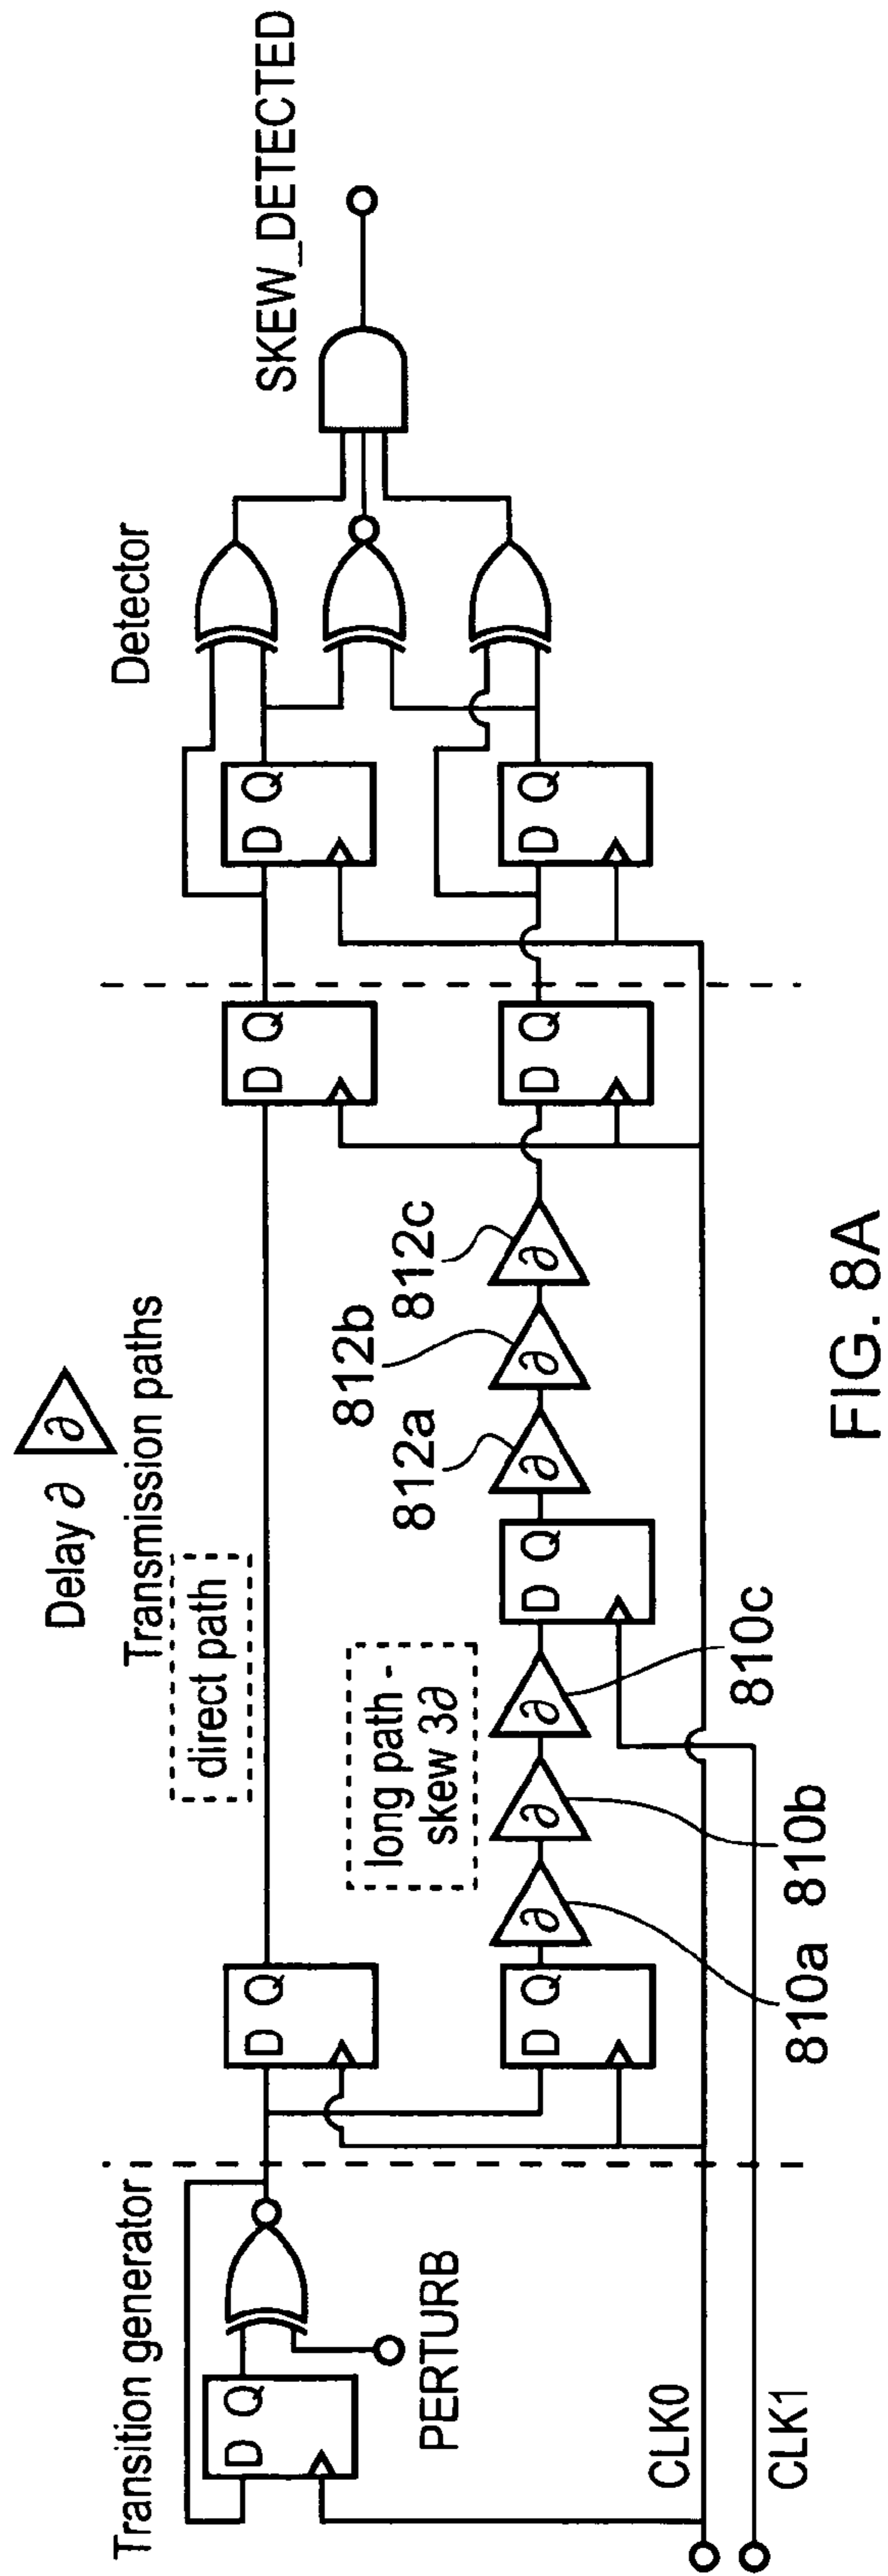 Delay ∂ ∂
Transition generator
Transmission paths
Detector
direct path
SKEW_DETECTED
D Q
D Q
D Q
D Q
PERTURB
long path -
skew 3∂
D Q
∂
∂
∂
D Q
∂
∂
∂
D Q
D Q
812a
812b
812c
810a
810b
810c
CLK0
CLK1
FIG. 8A